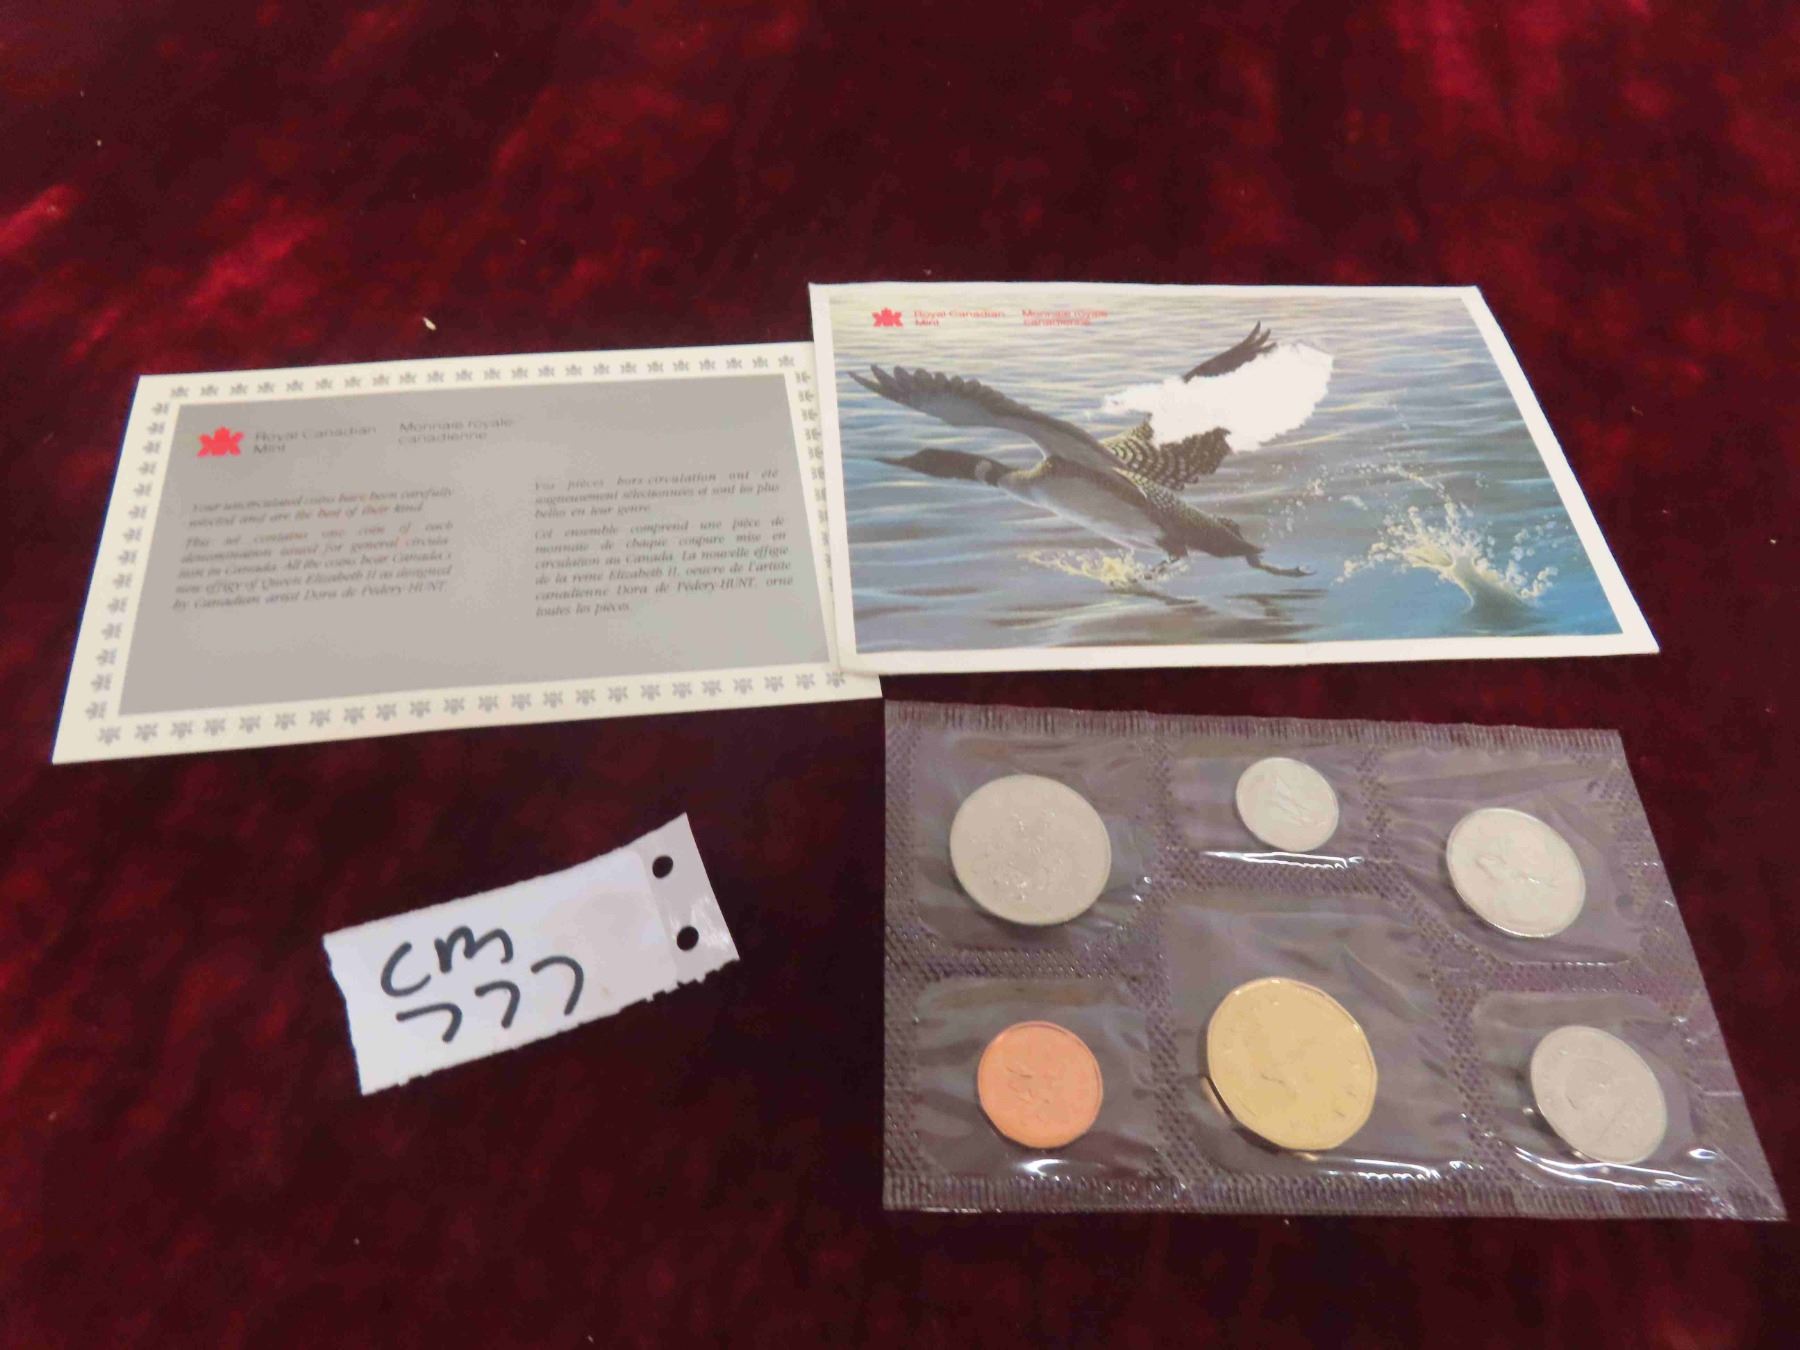 Royal Canadian
Mint
Monnaie royale
canadienne
Your uncirculated coins have been carefully
selected and are the best of their kind.
This set contains one coin of each
denomination issued for general circula-
tion in Canada. All the coins bear Canada's
new effigy of Queen Elizabeth II as designed
by Canadian artist Dora de Pédery-HUNT.
Vos pièces hors-circulation ont été
soigneusement sélectionnées et sont les plus
belles en leur genre.
Cet ensemble comprend une pièce de
monnaie de chaque coupure mise en
circulation au Canada. La nouvelle effigie
de la reine Elizabeth II, oeuvre de l'artiste
canadienne Dora de Pédery-HUNT, orne
toutes les pièces.
Royal Canadian
Mint
Monnaie royale
canadienne
CM
777